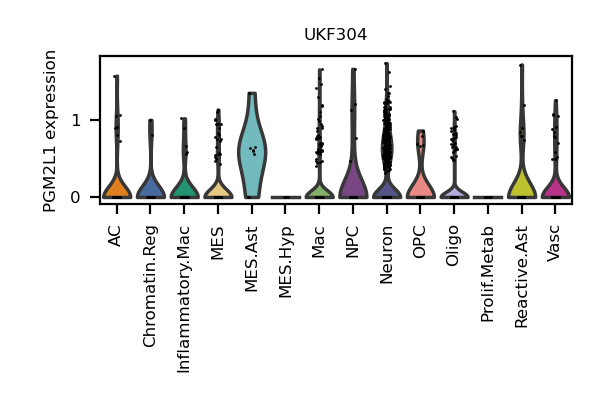 UKF304
PGM2L1 expression
1
0
AC
Chromatin.Reg
Inflammatory.Mac
MES
MES.Ast
MES.Hyp
Mac
NPC
Neuron
OPC
Oligo
Prolif.Metab
Reactive.Ast
Vasc